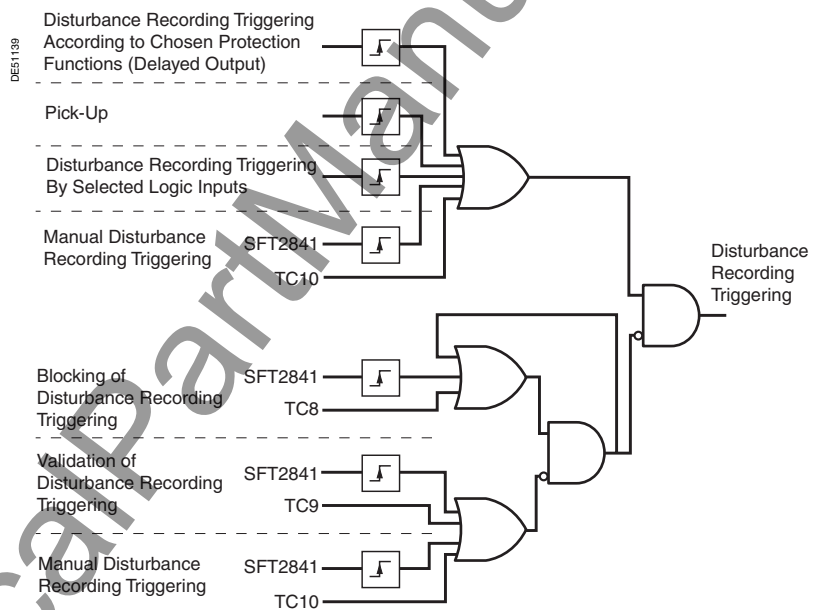 DE51139
Disturbance Recording Triggering
According to Chosen Protection
Functions (Delayed Output)
Pick-Up
Disturbance Recording Triggering
By Selected Logic Inputs
Manual Disturbance
Recording Triggering
SFT2841
TC10
Disturbance
Recording
Triggering
Blocking of
Disturbance Recording
Triggering
SFT2841
TC8
Validation of
Disturbance Recording
Triggering
SFT2841
TC9
Manual Disturbance
Recording Triggering
SFT2841
TC10
calPartManu